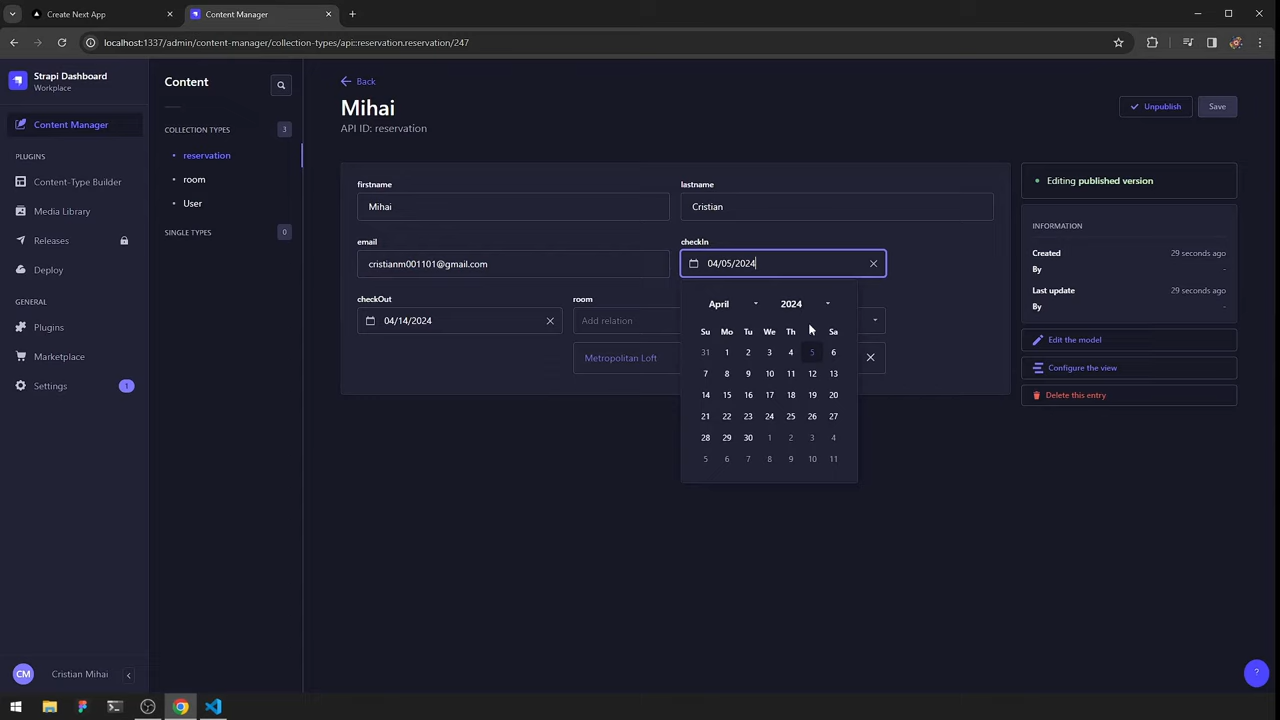 Create Next App
Content Manager
localhost:1337/admin/content-manager/collection-types/api::reservation.reservation/247
Strapi Dashboard
Workplace
Content Manager
PLUGINS
Content-Type Builder
Media Library
Releases
Deploy
GENERAL
Plugins
Marketplace
Settings
1
CM
Cristian Mihai
Content
COLLECTION TYPES
3
reservation
room
User
SINGLE TYPES
0
Back
Mihai
API ID: reservation
Unpublish
Save
firstname
lastname
Mihai
Cristian
email
checkIn
cristianm001101@gmail.com
04/05/2024
checkOut
room
04/14/2024
Add relation
Metropolitan Loft
April
2024
Su Mo Tu We Th Sa
31 1 2 3 4 5 6
7 8 9 10 11 12 13
14 15 16 17 18 19 20
21 22 23 24 25 26 27
28 29 30 1 2 3 4
5 6 7 8 9 10 11
Editing published version
INFORMATION
Created
29 seconds ago
By
-
Last update
29 seconds ago
By
-
Edit the model
Configure the view
Delete this entry
?